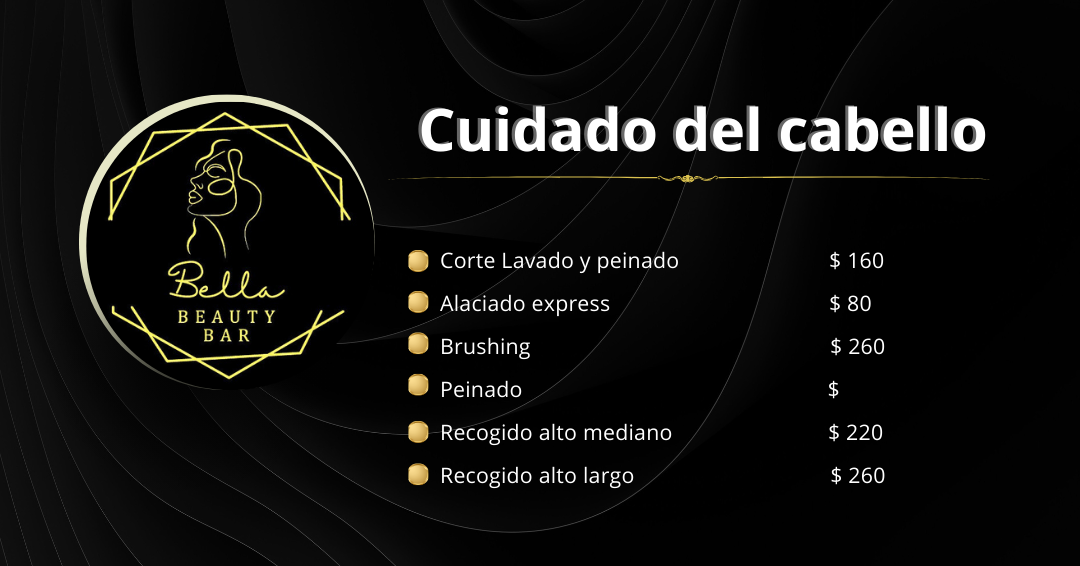 Cuidado del cabello
Bella
BEAUTY
BAR
Corte Lavado y peinado $ 160
Alaciado express $ 80
Brushing $ 260
Peinado $
Recogido alto mediano $ 220
Recogido alto largo $ 260